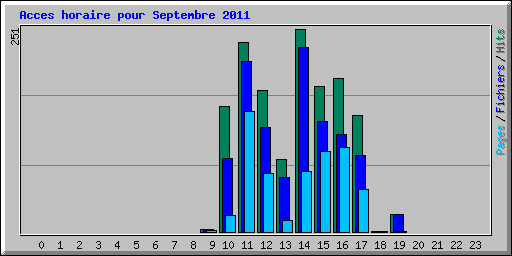 Acces horaire pour Septembre 2011
251
Pages / Fichiers / Hits
0 1 2 3 4 5 6 7 8 9 10 11 12 13 14 15 16 17 18 19 20 21 22 23